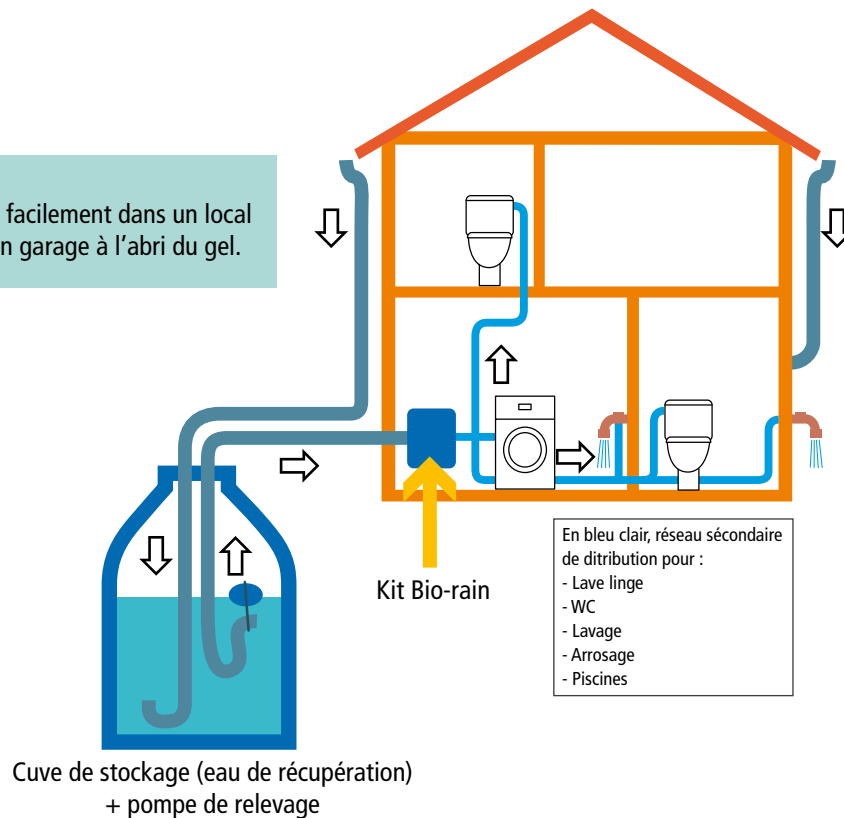 facilement dans un local
n garage à l'abri du gel.
Kit Bio-rain
En bleu clair, réseau sécondaire
de ditribution pour :
- Lave linge
- WC
- Lavage
- Arrosage
- Piscines
Cuve de stockage (eau de récupération)
+ pompe de relevage